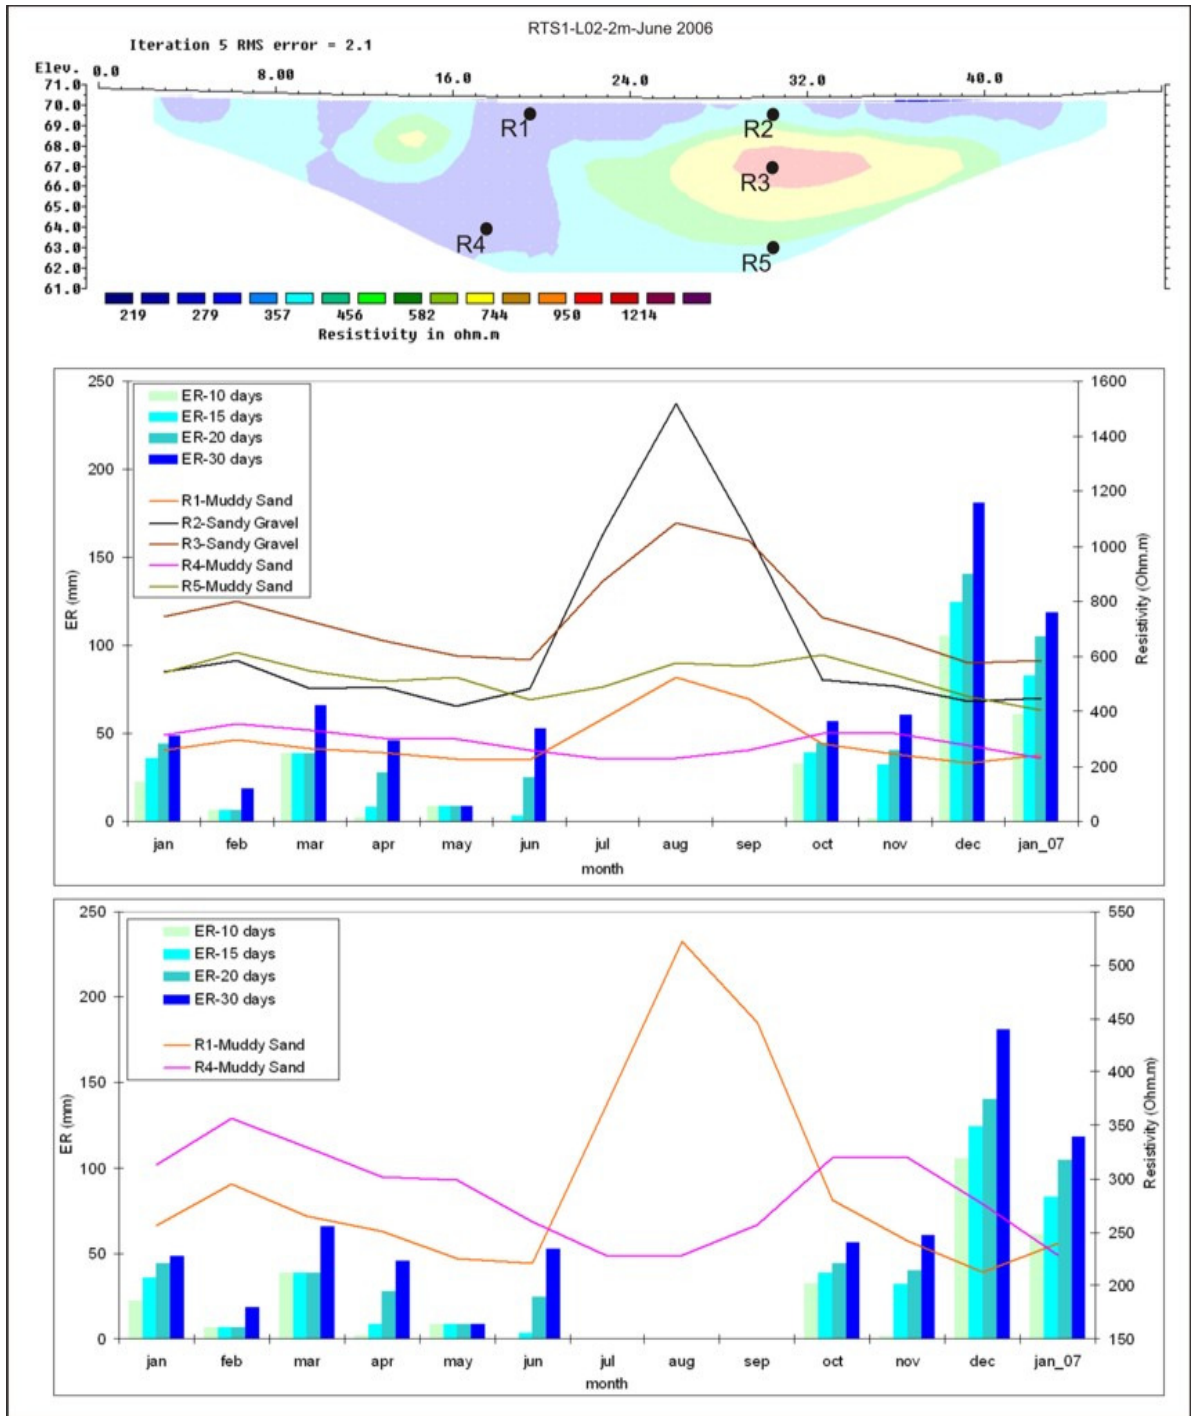 RTS1-L02-2m-June 2006
Iteration 5 RMS error = 2.1
Elev. 0.0 8.00 16.0 24.0 32.0 40.0
71.0
70.0
69.0
68.0
67.0
66.0
65.0
64.0
63.0
62.0
61.0
R1 R2
R3
R4
R5
219 279 357 456 582 744 950 1214
Resistivity in ohm.m
250 1600
ER-10 days
ER-15 days
ER-20 days
ER-30 days
R1-Muddy Sand
R2-Sandy Gravel
R3-Sandy Gravel
R4-Muddy Sand
R5-Muddy Sand
200
150
100
50
0
ER (mm)
1400
1200
1000
800
600
400
200
0
Resistivity (Ohm.m)
jan feb mar apr may jun jul aug sep oct nov dec jan_07
month
250 550
ER-10 days
ER-15 days
ER-20 days
ER-30 days
R1-Muddy Sand
R4-Muddy Sand
200
150
100
50
0
ER (mm)
500
450
400
350
300
250
200
150
Resistivity (Ohm.m)
jan feb mar apr may jun jul aug sep oct nov dec jan_07
month